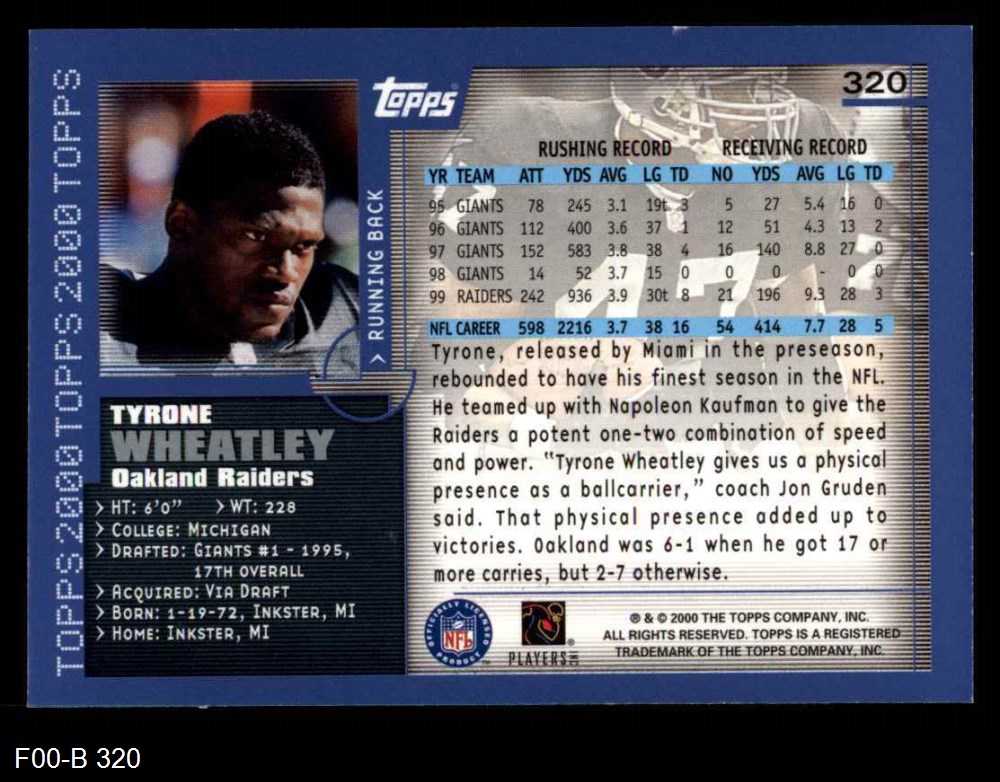 TOPPS2000TOPPS2000TOPPS2000TOPPS
Topps
320
> RUNNING BACK
RUSHING RECORD RECEIVING RECORD
YR TEAM ATT YDS AVG LG TD NO YDS AVG LG TD
95 GIANTS 78 245 3.1 19t 3 5 27 5.4 16 0
96 GIANTS 112 400 3.6 37 1 12 51 4.3 13 2
97 GIANTS 152 583 3.8 38 4 16 140 8.8 27 0
98 GIANTS 14 52 3.7 15 0 0 0 - 0 0
99 RAIDERS 242 936 3.9 30t 8 21 196 9.3 28 3
NFL CAREER 598 2216 3.7 38 16 54 414 7.7 28 5
Tyrone, released by Miami in the preseason,
rebounded to have his finest season in the NFL.
He teamed up with Napoleon Kaufman to give the
Raiders a potent one-two combination of speed
and power. "Tyrone Wheatley gives us a physical
presence as a ballcarrier," coach Jon Gruden
said. That physical presence added up to
victories. Oakland was 6-1 when he got 17 or
more carries, but 2-7 otherwise.
TYRONE
WHEATLEY
Oakland Raiders
> HT: 6'0" > WT: 228
> COLLEGE: MICHIGAN
> DRAFTED: GIANTS #1 - 1995,
17TH OVERALL
> ACQUIRED: VIA DRAFT
> BORN: 1-19-72, INKSTER, MI
> HOME: INKSTER, MI
OFFICIALLY LICENSED
NFL
PRODUCT
PLAYERS INC
® & © 2000 THE TOPPS COMPANY, INC.
ALL RIGHTS RESERVED. TOPPS IS A REGISTERED
TRADEMARK OF THE TOPPS COMPANY, INC.
F00-B 320